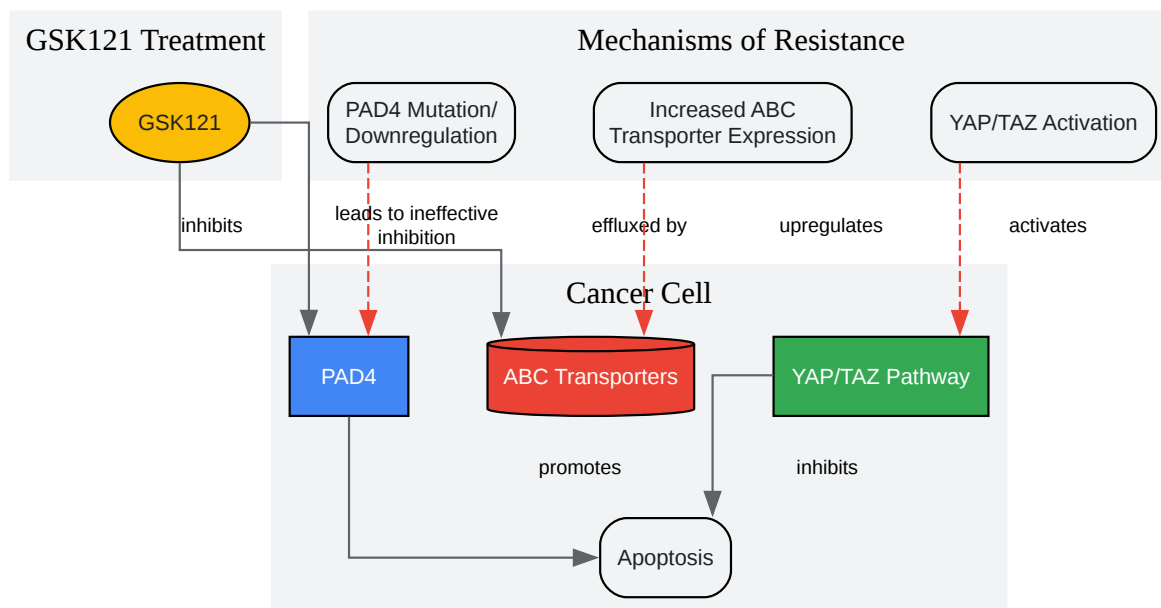 GSK121 Treatment
Mechanisms of Resistance
GSK121
PAD4 Mutation/
Downregulation
Increased ABC
Transporter Expression
YAP/TAZ Activation
inhibits
leads to ineffective
inhibition
effluxed by
upregulates
activates
Cancer Cell
PAD4
ABC Transporters
YAP/TAZ Pathway
promotes
inhibits
Apoptosis